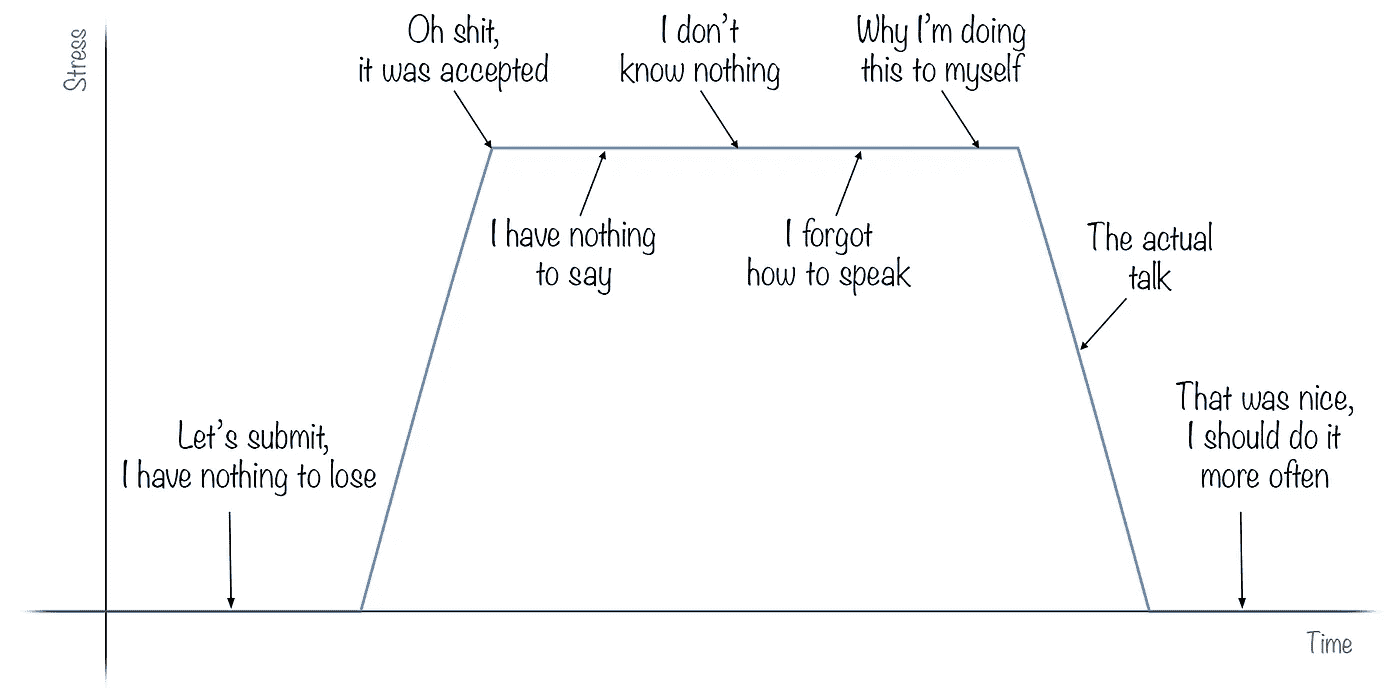 Stress
Oh shit,
it was accepted
I don't
know nothing
Why I'm doing
this to myself
I have nothing
to say
I forgot
how to speak
The actual
talk
Let's submit,
I have nothing to lose
That was nice,
I should do it
more often
Time